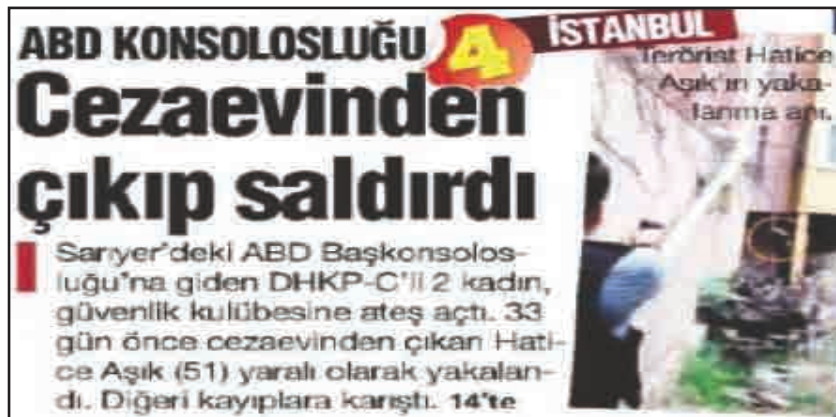 ABD KONSOLOSLUĞU
4
İSTANBUL
Cezaevinden
çıkıp saldırdı
Terörist Hatice
Aşık'ın yaka-
lanma anı.
Sarıyer'deki ABD Başkonsolos-
luğu'na giden DHKP-C'li 2 kadın,
güvenlik kulübesine ateş açtı. 33
gün önce cezaevinden çıkan Hati-
ce Aşık (51) yaralı olarak yakalan-
dı. Diğeri kayıplara karıştı. 14'te